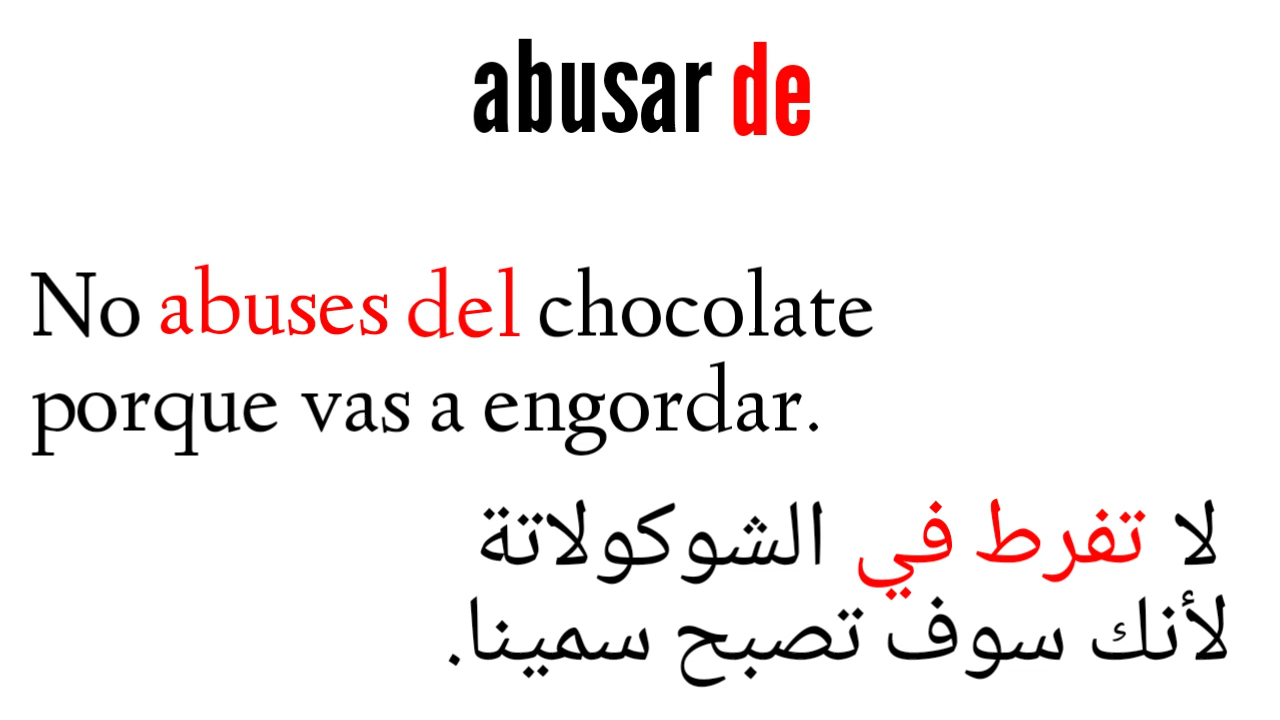 abusar de
No abuses del chocolate
porque vas a engordar.
لا تفرط في الشوكولاتة
لأنك سوف تصبح سمينا.